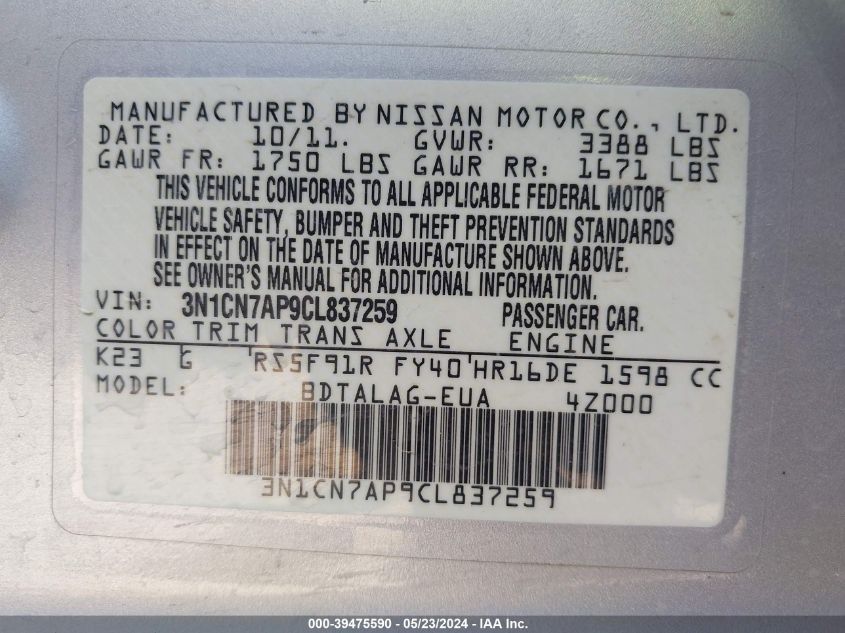 MANUFACTURED BY NISSAN MOTOR CO., LTD.
DATE: 10/11. GVWR: 3388 LBS
GAWR FR: 1750 LBS GAWR RR: 1671 LBS
THIS VEHICLE CONFORMS TO ALL APPLICABLE FEDERAL MOTOR
VEHICLE SAFETY, BUMPER AND THEFT PREVENTION STANDARDS
IN EFFECT ON THE DATE OF MANUFACTURE SHOWN ABOVE.
SEE OWNER'S MANUAL FOR ADDITIONAL INFORMATION.
VIN: 3N1CN7AP9CL837259 PASSENGER CAR.
COLOR TRIM TRANS AXLE ENGINE
K23 G RS5F91R FY40 HR16DE 1598 CC
MODEL: BDTALAG-EUA 4Z000
3N1CN7AP9CL837259
000-39475590 - 05/23/2024 - IAA Inc.